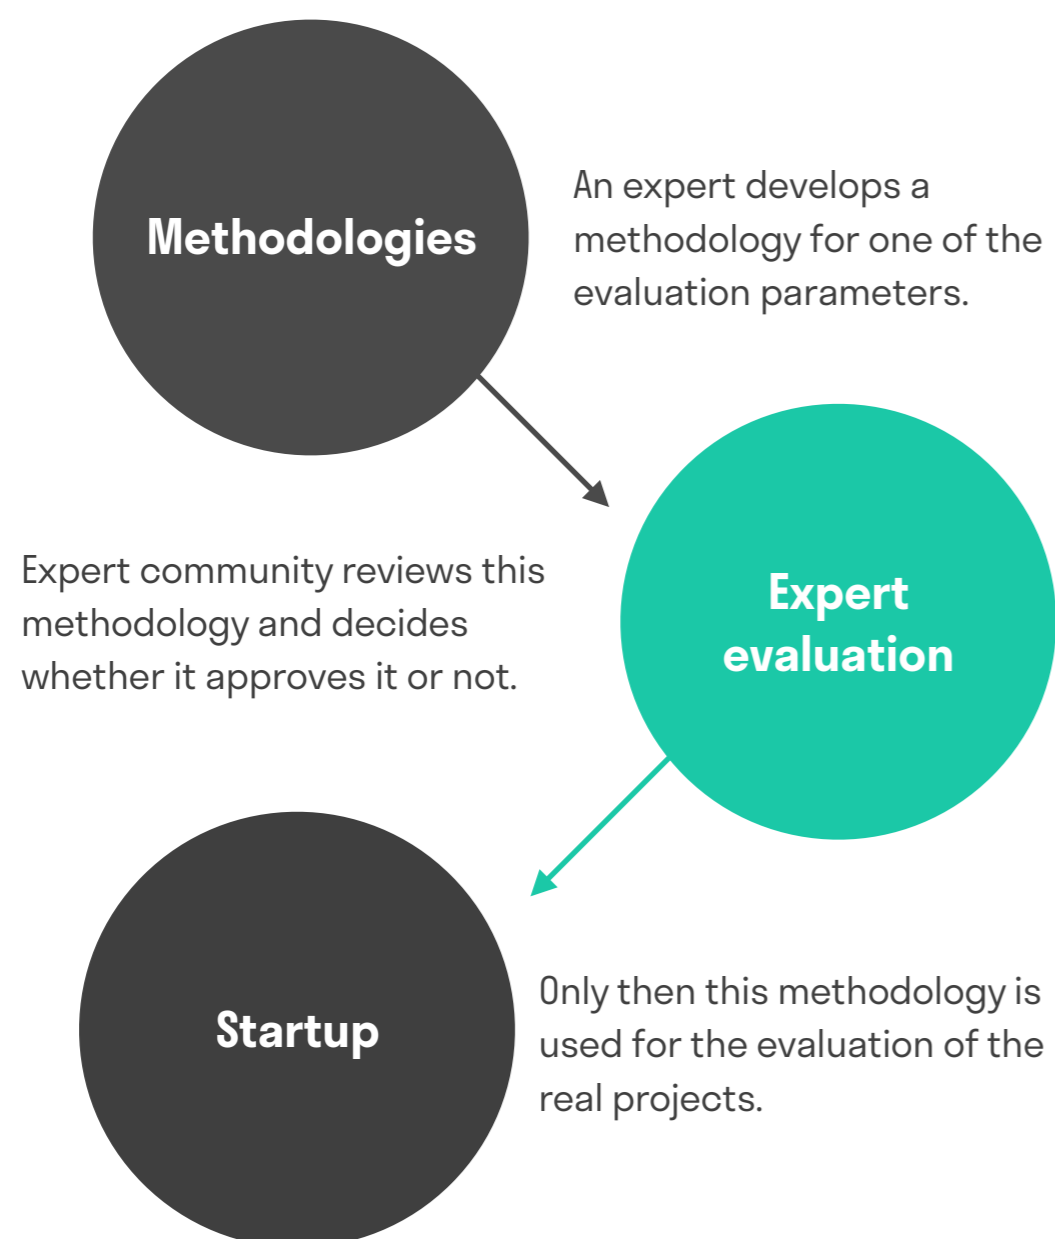 Methodologies
An expert develops a
methodology for one of the
evaluation parameters.
Expert community reviews this
methodology and decides
whether it approves it or not.
Expert
evaluation
Startup
Only then this methodology is
used for the evaluation of the
real projects.